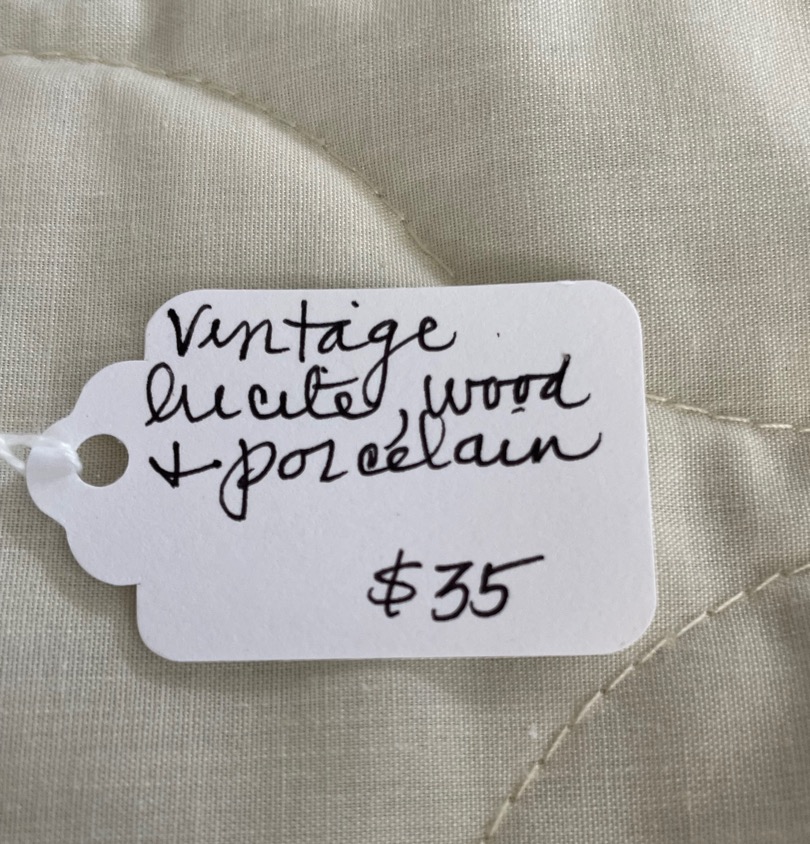 Vintage
lucite, wood
+ porcelain
$35